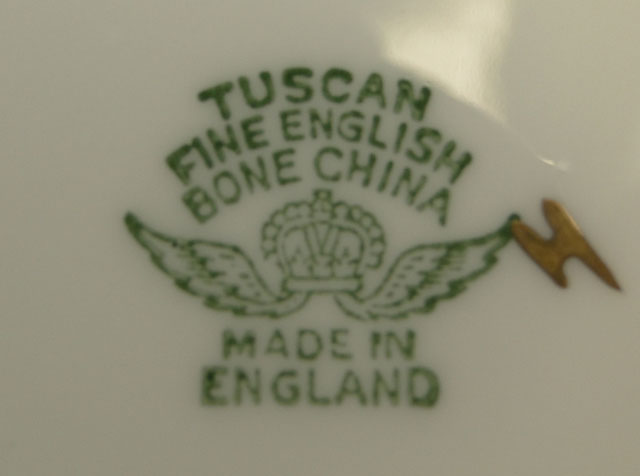 TUSCAN
FINE ENGLISH
BONE CHINA
MADE IN
ENGLAND